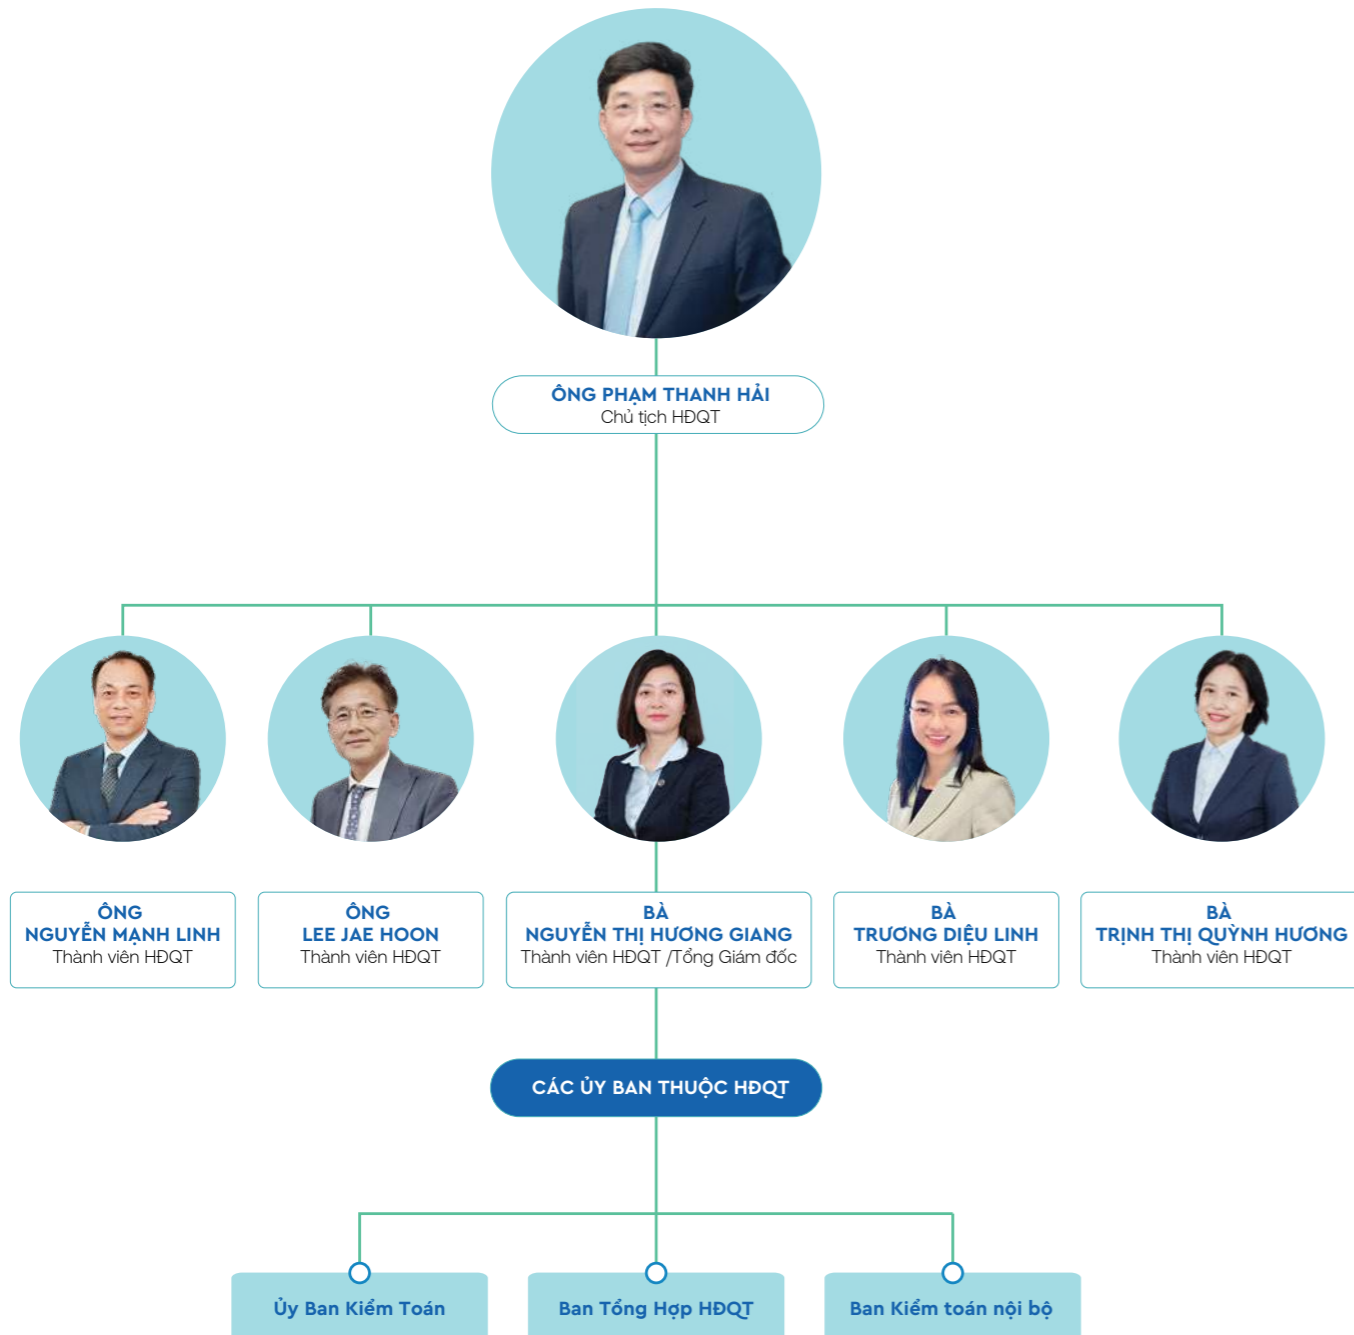 ÔNG PHẠM THANH HẢI
Chủ tịch HĐQT
ÔNG
NGUYỄN MẠNH LINH
Thành viên HĐQT
ÔNG
LEE JAE HOON
Thành viên HĐQT
BÀ
NGUYỄN THỊ HƯƠNG GIANG
Thành viên HĐQT /Tổng Giám đốc
BÀ
TRƯƠNG DIỆU LINH
Thành viên HĐQT
BÀ
TRỊNH THỊ QUỲNH HƯƠNG
Thành viên HĐQT
CÁC ỦY BAN THUỘC HĐQT
Ủy Ban Kiểm Toán
Ban Tổng Hợp HĐQT
Ban Kiểm toán nội bộ